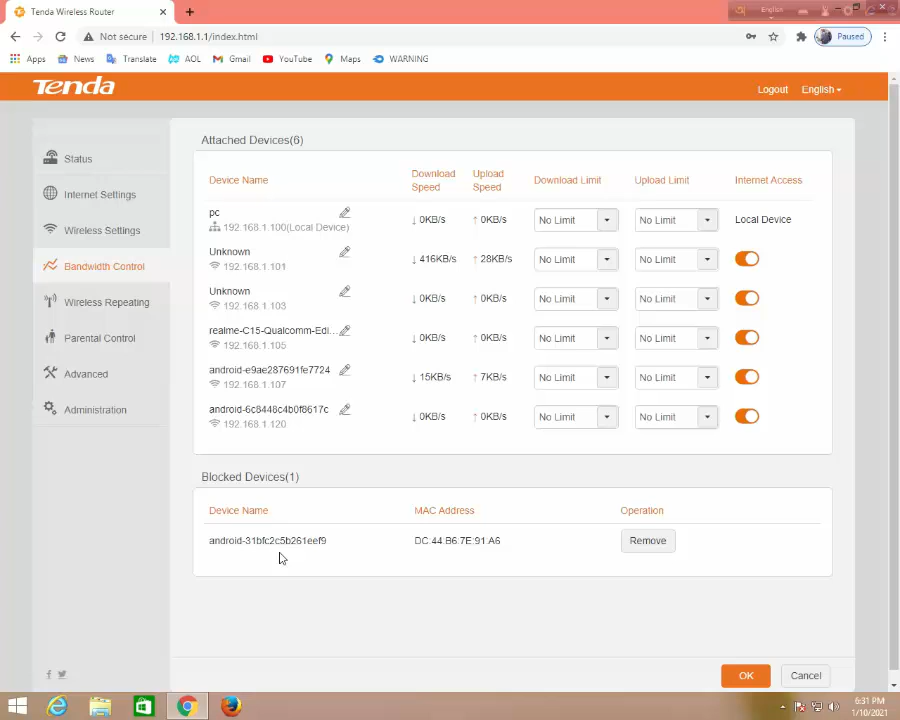 Tenda Wireless Router
English
Not secure 192.168.1.1/index.html
Paused
Apps News Translate AOL Gmail YouTube Maps WARNING
Tenda
Logout English
Status
Internet Settings
Wireless Settings
Bandwidth Control
Wireless Repeating
Parental Control
Advanced
Administration
Attached Devices(6)
Device Name Download Speed Upload Speed Download Limit Upload Limit Internet Access
pc
192.168.1.100(Local Device) ↓0KB/s ↑0KB/s No Limit No Limit Local Device
Unknown
192.168.1.101 ↓416KB/s ↑28KB/s No Limit No Limit
Unknown
192.168.1.103 ↓0KB/s ↑0KB/s No Limit No Limit
realme-C15-Qualcomm-Edi...
192.168.1.105 ↓0KB/s ↑0KB/s No Limit No Limit
android-e9ae287691fe7724
192.168.1.107 ↓15KB/s ↑7KB/s No Limit No Limit
android-6c8448c4b0f8617c
192.168.1.120 ↓0KB/s ↑0KB/s No Limit No Limit
Blocked Devices(1)
Device Name MAC Address Operation
android-31bfc2c5b261eef9 DC:44:B6:7E:91:A6 Remove
OK Cancel
6:31 PM
1/10/2021